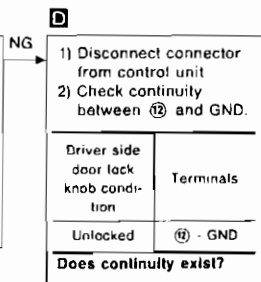 D
NG
1) Disconnect connector
from control unit
2) Check continuity
between ⑫ and GND.
Driver side
door lock
knob condi-
tion
Terminals
Unlocked
⑫ - GND
Does continuity exist?